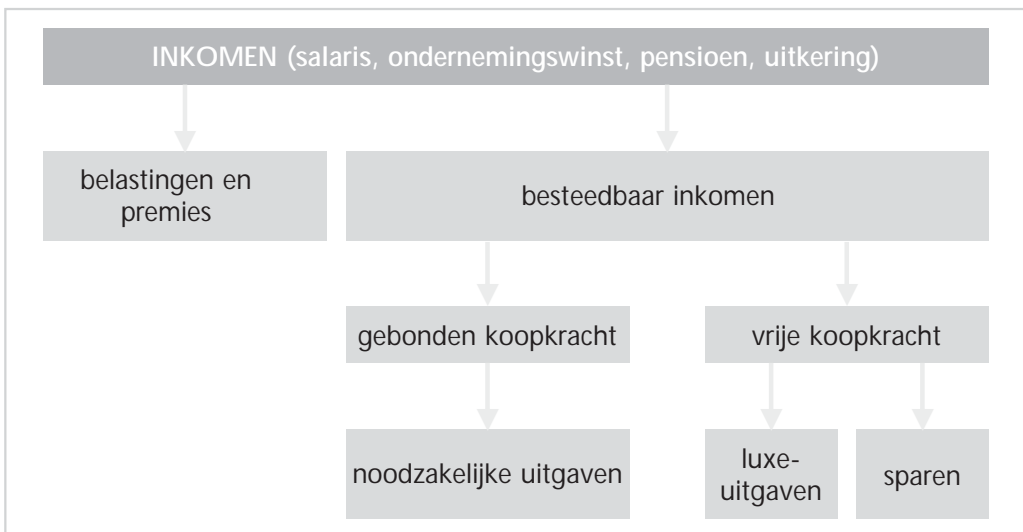 INKOMEN (salaris, ondernemingswinst, pensioen, uitkering)
belastingen en
premies
besteedbaar inkomen
gebonden koopkracht
vrije koopkracht
noodzakelijke uitgaven
luxe-
uitgaven
sparen